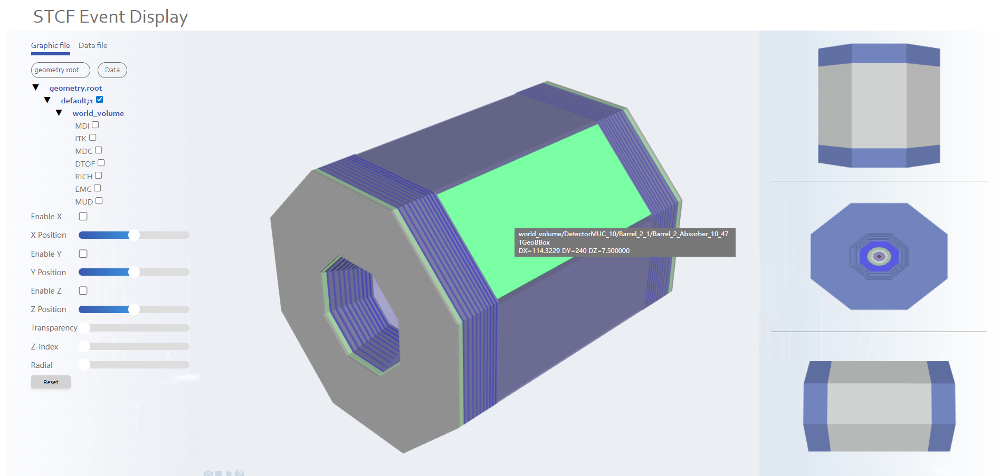 STCF Event Display
Graphic file Data file
geometry.root Data
geometry.root
default;1
world_volume
MDI
ITK
MDC
DTOF
RICH
EMC
MUD
Enable X
X Position
Enable Y
Y Position
Enable Z
Z Position
Transparency
Z-index
Radial
Reset
world_volume/DetectorMUC_10/Barrel_2_1/Barrel_2_Absorber_10_47
TGeoBBox
DX=114.3229 DY=240 DZ=7.500000
?